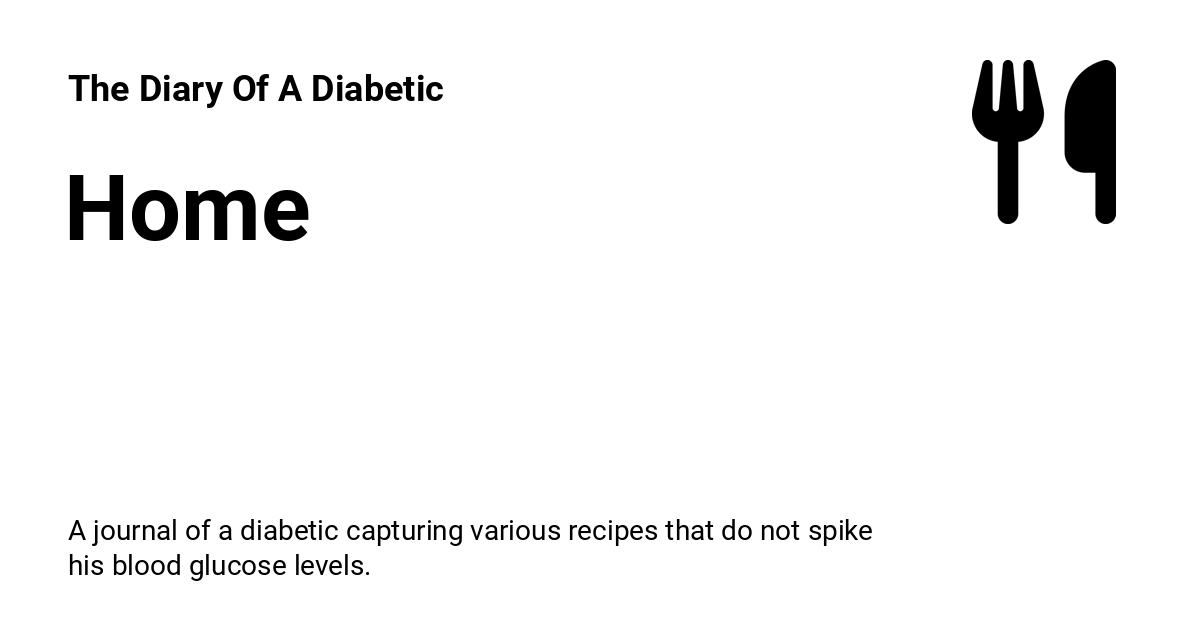 The Diary Of A Diabetic
Home
A journal of a diabetic capturing various recipes that do not spike
his blood glucose levels.